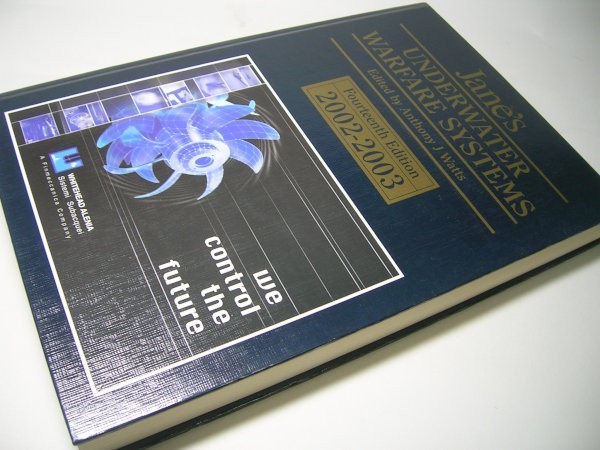 Jane's
UNDERWATER
WARFARE SYSTEMS
Edited by Anthony J Watts
Fourteenth Edition
2002-2003
WHITEHEAD ALENIA
Sistemi Subacquei
A Finmeccanica Company
we
control
the
future